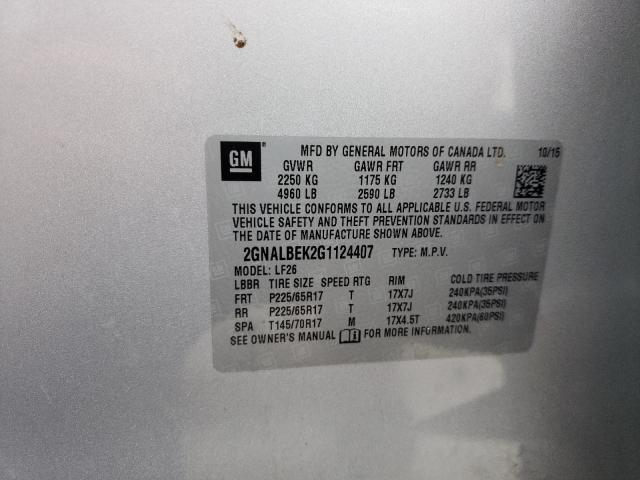 GM
MFD BY GENERAL MOTORS OF CANADA LTD. 10/15
GVWR GAWR FRT GAWR RR
2250 KG 1175 KG 1240 KG
4960 LB 2590 LB 2733 LB
THIS VEHICLE CONFORMS TO ALL APPLICABLE U.S. FEDERAL MOTOR
VEHICLE SAFETY AND THEFT PREVENTION STANDARDS IN EFFECT ON
THE DATE OF MANUFACTURE SHOWN ABOVE.
2GNALBEK2G1124407 TYPE: M.P.V.
MODEL: LF26
LBBR TIRE SIZE SPEED RTG RIM COLD TIRE PRESSURE
FRT P225/65R17 T 17X7J 240KPA(35PSI)
RR P225/65R17 T 17X7J 240KPA(35PSI)
SPA T145/70R17 M 17X4.5T 420KPA(60PSI)
SEE OWNER'S MANUAL FOR MORE INFORMATION.